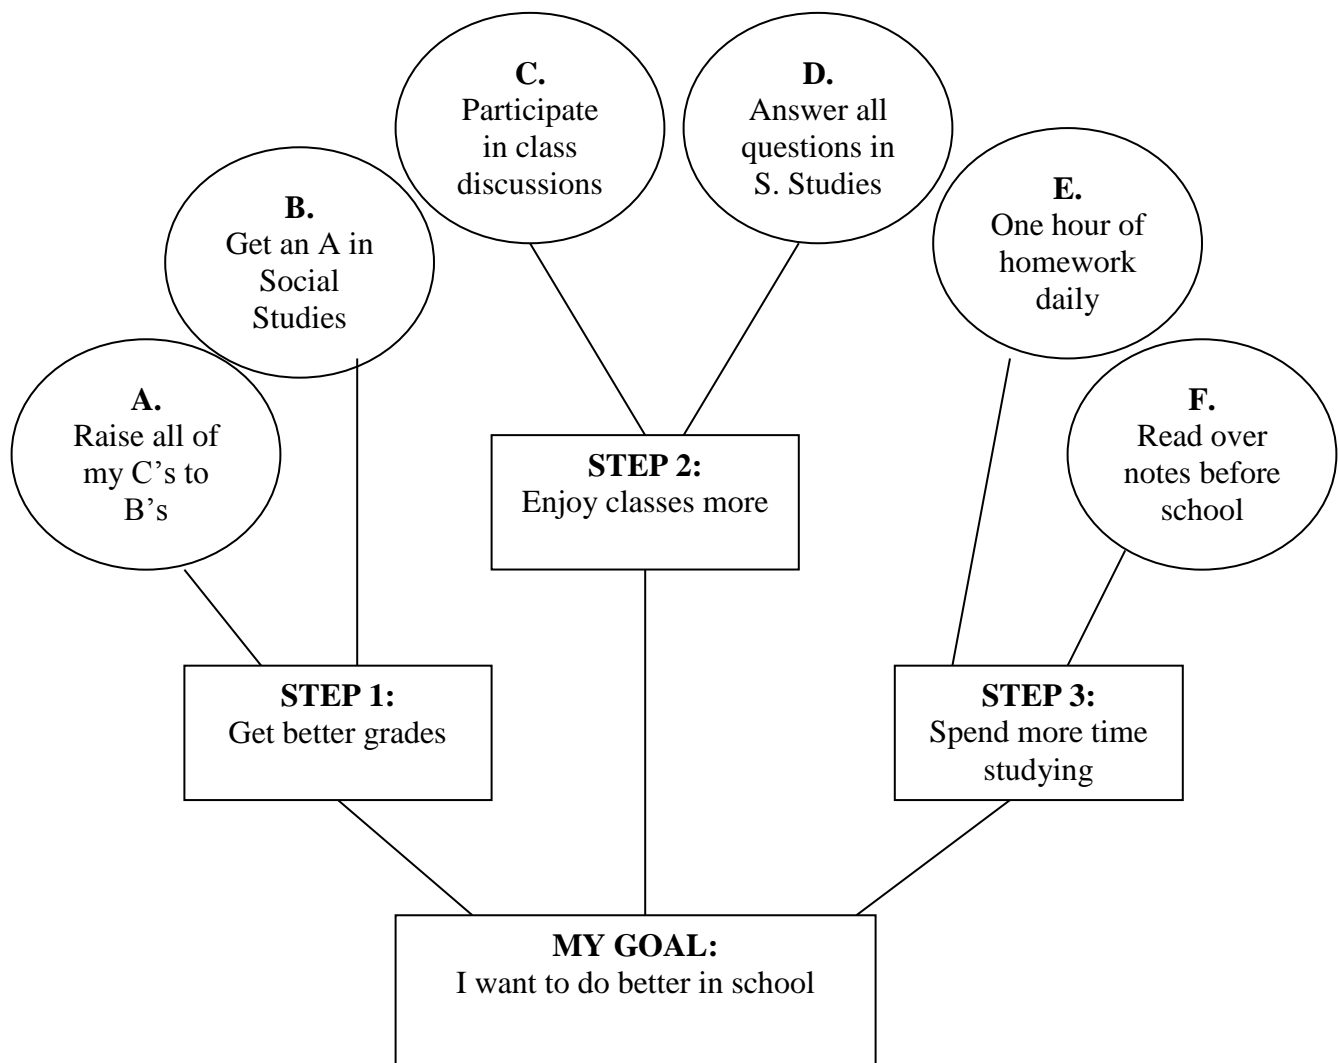 C.
Participate
in class
discussions
D.
Answer all
questions in
S. Studies
B.
Get an A in
Social
Studies
E.
One hour of
homework
daily
A.
Raise all of
my C’s to
B’s
F.
Read over
notes before
school
STEP 2:
Enjoy classes more
STEP 1:
Get better grades
STEP 3:
Spend more time
studying
MY GOAL:
I want to do better in school